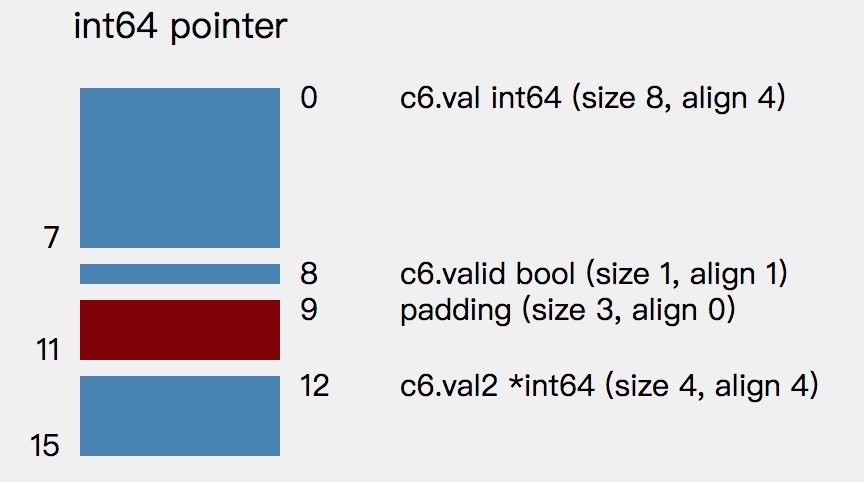 int64 pointer
0 c6.val int64 (size 8, align 4)
7
8 c6.valid bool (size 1, align 1)
9 padding (size 3, align 0)
11
12 c6.val2 *int64 (size 4, align 4)
15